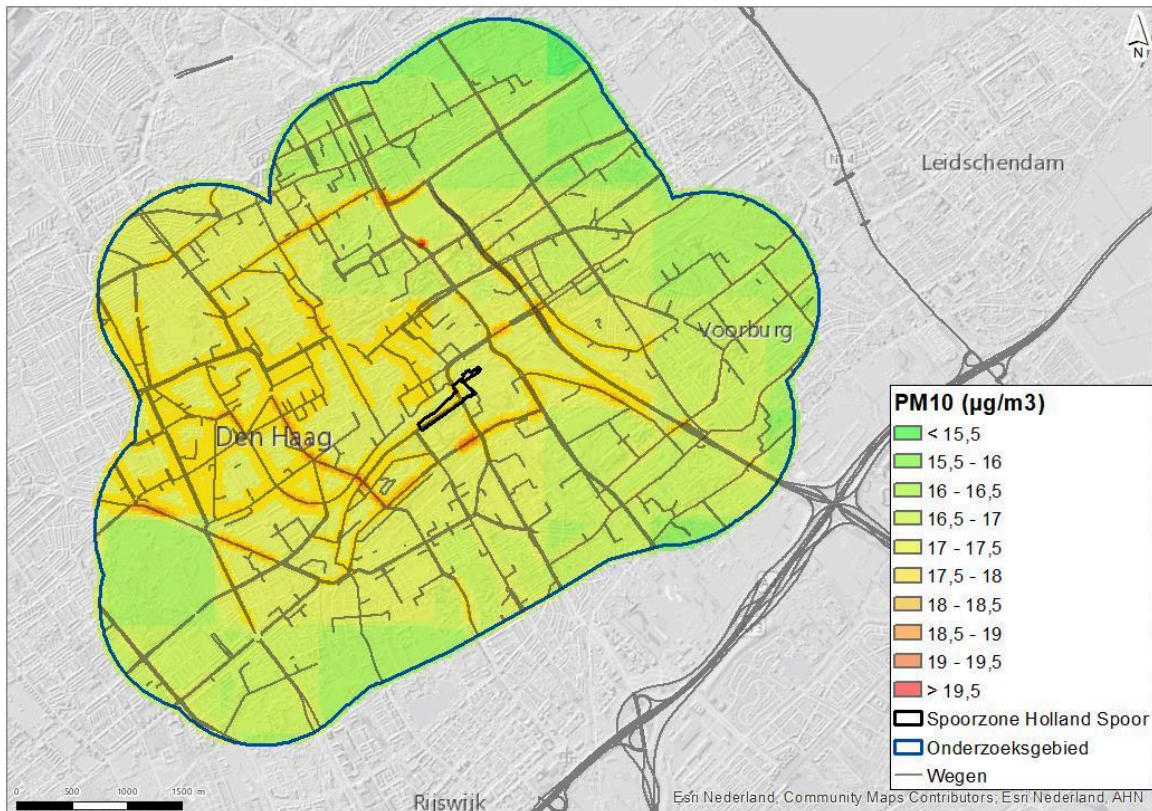 N
Leidschendam
N14
Voorburg
Den Haag
Rijswijk
PM10 (µg/m3)
< 15,5
15,5 - 16
16 - 16,5
16,5 - 17
17 - 17,5
17,5 - 18
18 - 18,5
18,5 - 19
19 - 19,5
> 19,5
Spoorzone Holland Spoor
Onderzoeksgebied
Wegen
0 500 1000 1500 m
Esri Nederland, Community Maps Contributors, Esri Nederland, AHN